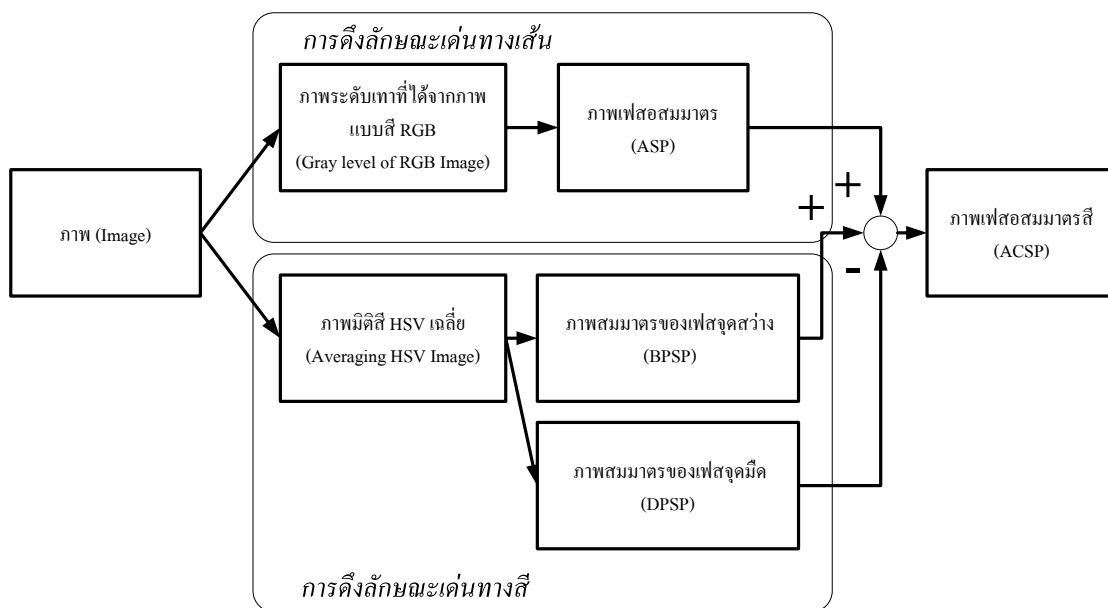 การดึงลักษณะเด่นทางเส้น
ภาพระดับเทาที่ได้จากภาพ
แบบสี RGB
(Gray level of RGB Image)
ภาพเฟสอสมมาตร
(ASP)
+
+
-
ภาพ (Image)
ภาพเฟสอสมมาตรสี
(ACSP)
ภาพมิติสี HSV เฉลี่ย
(Averaging HSV Image)
ภาพสมมาตรของเฟสจุดสว่าง
(BPSP)
ภาพสมมาตรของเฟสจุดมืด
(DPSP)
การดึงลักษณะเด่นทางสี